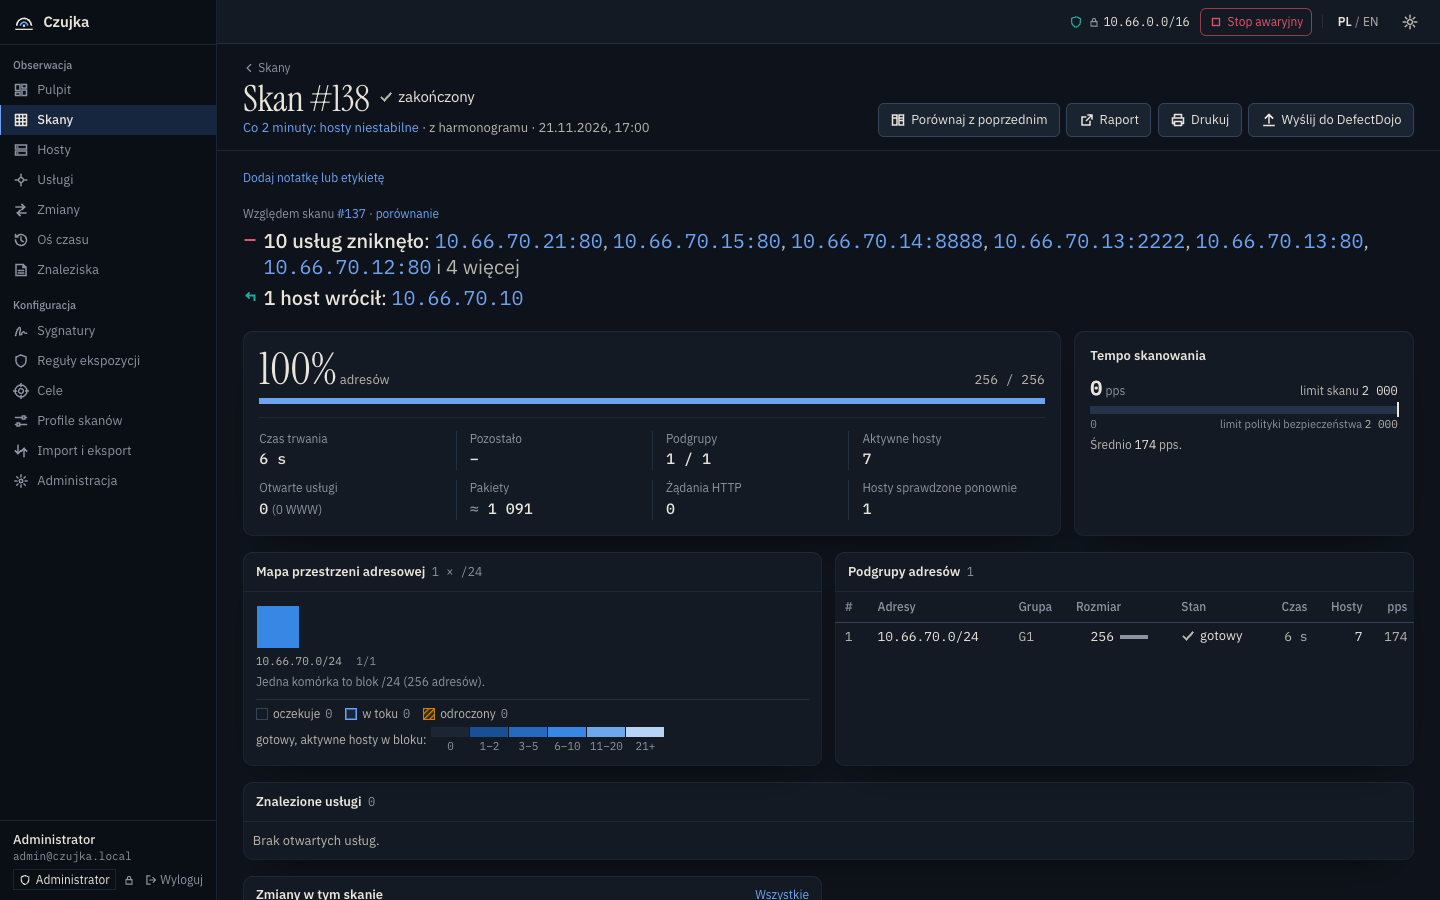 Czujka
10.66.0.0/16
Stop awaryjny
PL / EN
Obserwacja
Pulpit
Skany
Hosty
Usługi
Zmiany
Oś czasu
Znaleziska
Konfiguracja
Sygnatury
Reguły ekspozycji
Cele
Profile skanów
Import i eksport
Administracja
Administrator
admin@czujka.local
Administrator
Wyloguj
Skany
Skan #138 zakończony
Co 2 minuty: hosty niestabilne · z harmonogramu · 21.11.2026, 17:00
Porównaj z poprzednim
Raport
Drukuj
Wyślij do DefectDojo
Dodaj notatkę lub etykietę
Względem skanu #137 · porównanie
− 10 usług zniknęło: 10.66.70.21:80, 10.66.70.15:80, 10.66.70.14:8888, 10.66.70.13:2222, 10.66.70.13:80,
10.66.70.12:80 i 4 więcej
1 host wrócił: 10.66.70.10
100% adresów
256 / 256
Czas trwania
6 s
Pozostało
–
Podgrupy
1 / 1
Aktywne hosty
7
Otwarte usługi
0 (0 WWW)
Pakiety
≈ 1 091
Żądania HTTP
0
Hosty sprawdzone ponownie
1
Tempo skanowania
0 pps
limit skanu 2 000
0
limit polityki bezpieczeństwa 2 000
Średnio 174 pps.
Mapa przestrzeni adresowej 1 × /24
10.66.70.0/24 1/1
Jedna komórka to blok /24 (256 adresów).
oczekuje 0 w toku 0 odroczony 0
gotowy, aktywne hosty w bloku:
0 1–2 3–5 6–10 11–20 21+
Podgrupy adresów 1
# Adresy Grupa Rozmiar Stan Czas Hosty pps
1 10.66.70.0/24 G1 256 gotowy 6 s 7 174
Znalezione usługi 0
Brak otwartych usług.
Zmiany w tym skanie
Wszystkie